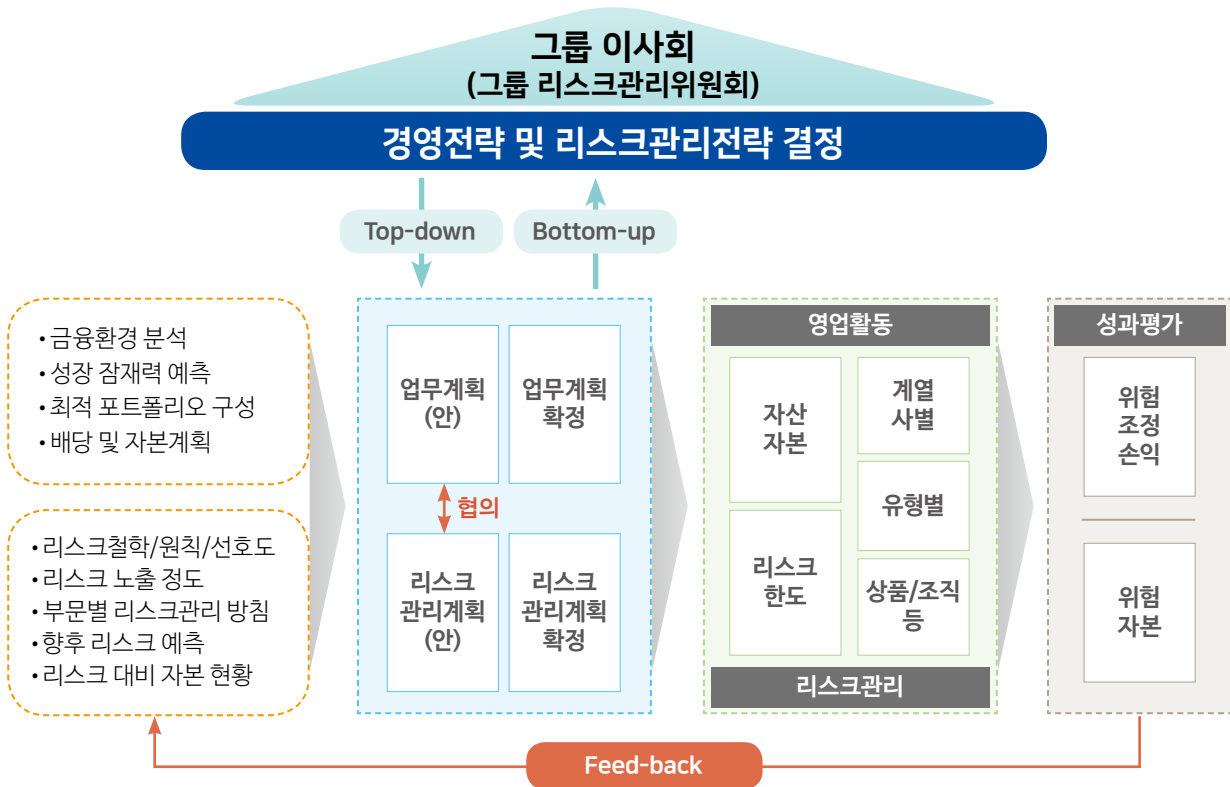 그룹 이사회
(그룹 리스크관리위원회)
경영전략 및 리스크관리전략 결정
Top-down
Bottom-up
• 금융환경 분석
• 성장 잠재력 예측
• 최적 포트폴리오 구성
• 배당 및 자본계획
• 리스크철학/원칙/선호도
• 리스크 노출 정도
• 부문별 리스크관리 방침
• 향후 리스크 예측
• 리스크 대비 자본 현황
업무계획
(안)
업무계획
확정
협의
리스크
관리계획
(안)
리스크
관리계획
확정
영업활동
자산
자본
계열
사별
유형별
리스크
한도
상품/조직
등
리스크관리
성과평가
위험
조정
손익
위험
자본
Feed-back